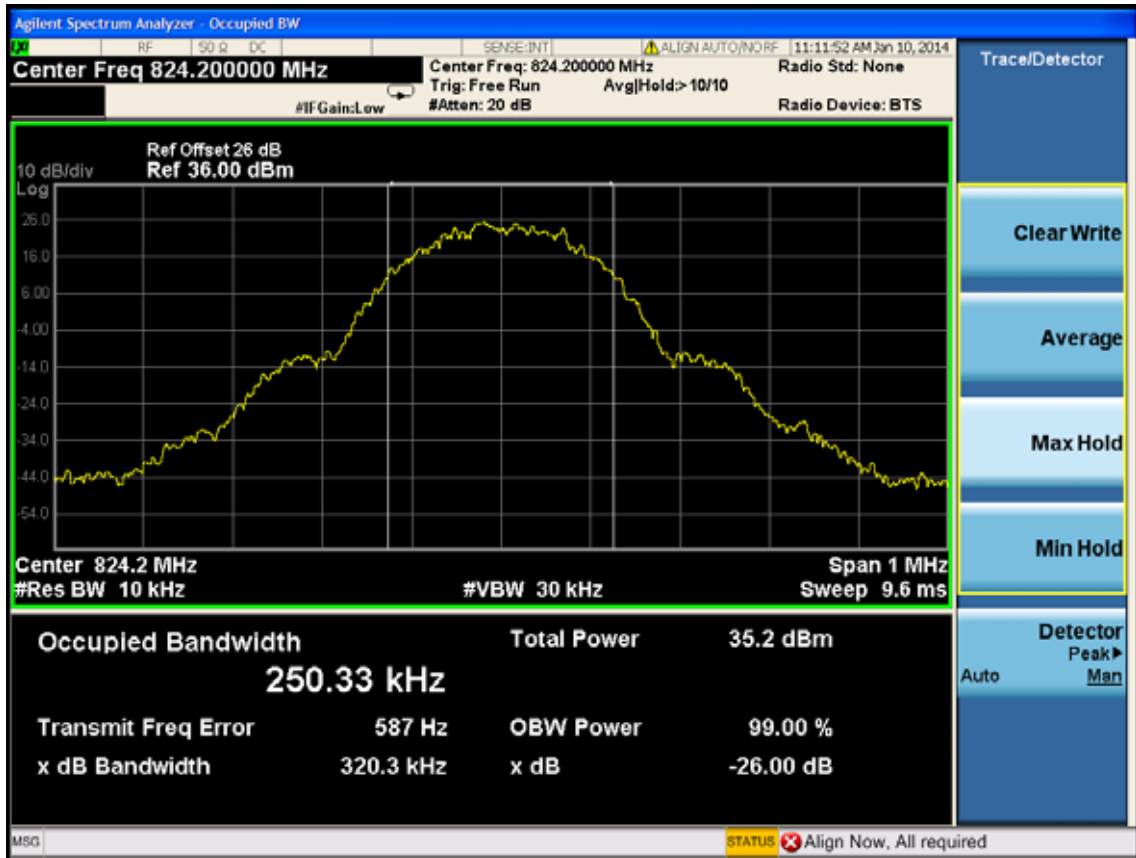 Agilent Spectrum Analyzer - Occupied BW
LXI RF 50 Ω DC SENSE:INT ALIGN AUTO/NO RF 11:11:52 AM Jan 10, 2014
Center Freq 824.200000 MHz
Center Freq: 824.200000 MHz
Radio Std: None
Trig: Free Run
Avg|Hold:>10/10
#IFGain:Low
#Atten: 20 dB
Radio Device: BTS
Ref Offset 26 dB
10 dB/div
Ref 36.00 dBm
Log
26.0
16.0
6.00
-4.00
-14.0
-24.0
-34.0
-44.0
-54.0
Center 824.2 MHz
Span 1 MHz
#Res BW 10 kHz
#VBW 30 kHz
Sweep 9.6 ms
Occupied Bandwidth
250.33 kHz
Total Power 35.2 dBm
Transmit Freq Error 587 Hz
OBW Power 99.00 %
x dB Bandwidth 320.3 kHz
x dB -26.00 dB
Trace/Detector
Clear Write
Average
Max Hold
Min Hold
Detector
Peak▶
Auto Man
MSG
STATUS Align Now, All required